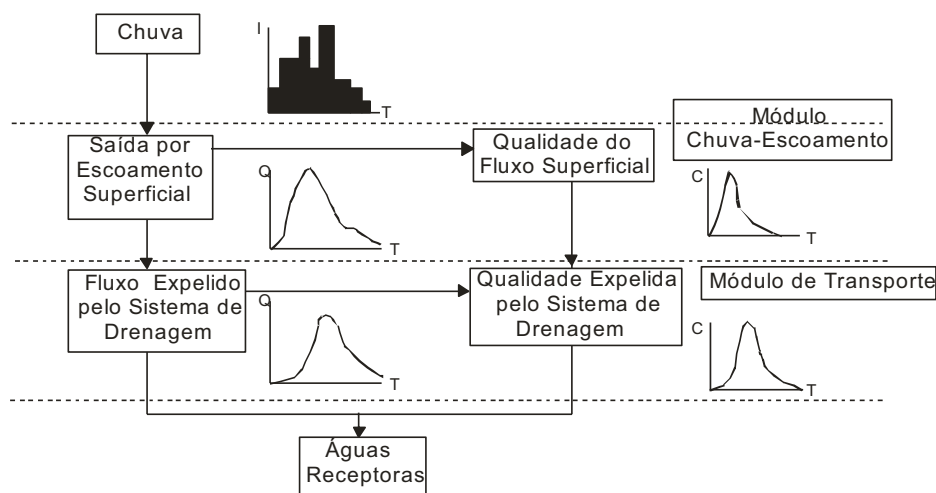 Chuva
I
T
Módulo
Chuva-Escoamento
Saída por
Escoamento
Superficial
Qualidade do
Fluxo Superficial
Q
T
C
T
Fluxo Expelido
pelo Sistema de
Drenagem
Qualidade Expelida
pelo Sistema de
Drenagem
Módulo de Transporte
Q
T
C
T
Águas
Receptoras